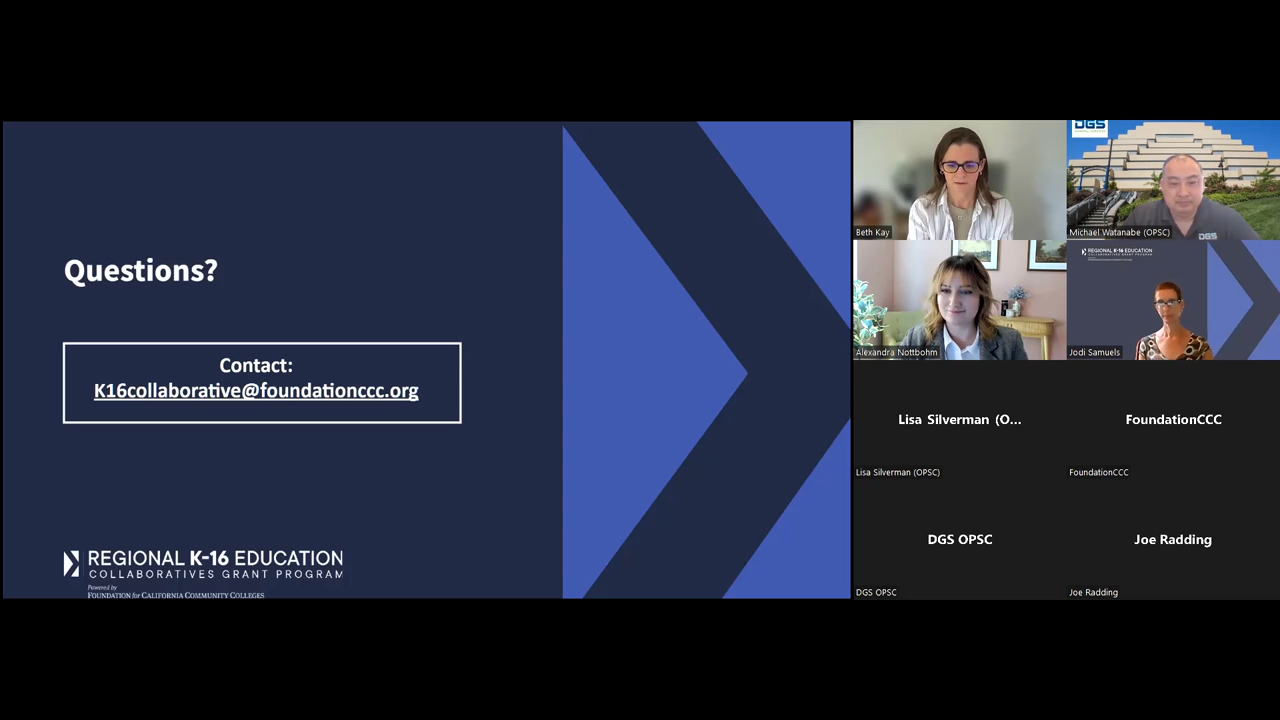 Questions?
Contact:
K16collaborative@foundationccc.org
REGIONAL K-16 EDUCATION
COLLABORATIVES GRANT PROGRAM
Powered by
FOUNDATION for CALIFORNIA COMMUNITY COLLEGES
Beth Kay
DGS
DGS
Michael Watanabe (OPSC)
Alexandra Nottbohm
REGIONAL K-16 EDUCATION
COLLABORATIVES GRANT PROGRAM
Jodi Samuels
Lisa Silverman (O...
Lisa Silverman (OPSC)
FoundationCCC
FoundationCCC
DGS OPSC
DGS OPSC
Joe Radding
Joe Radding